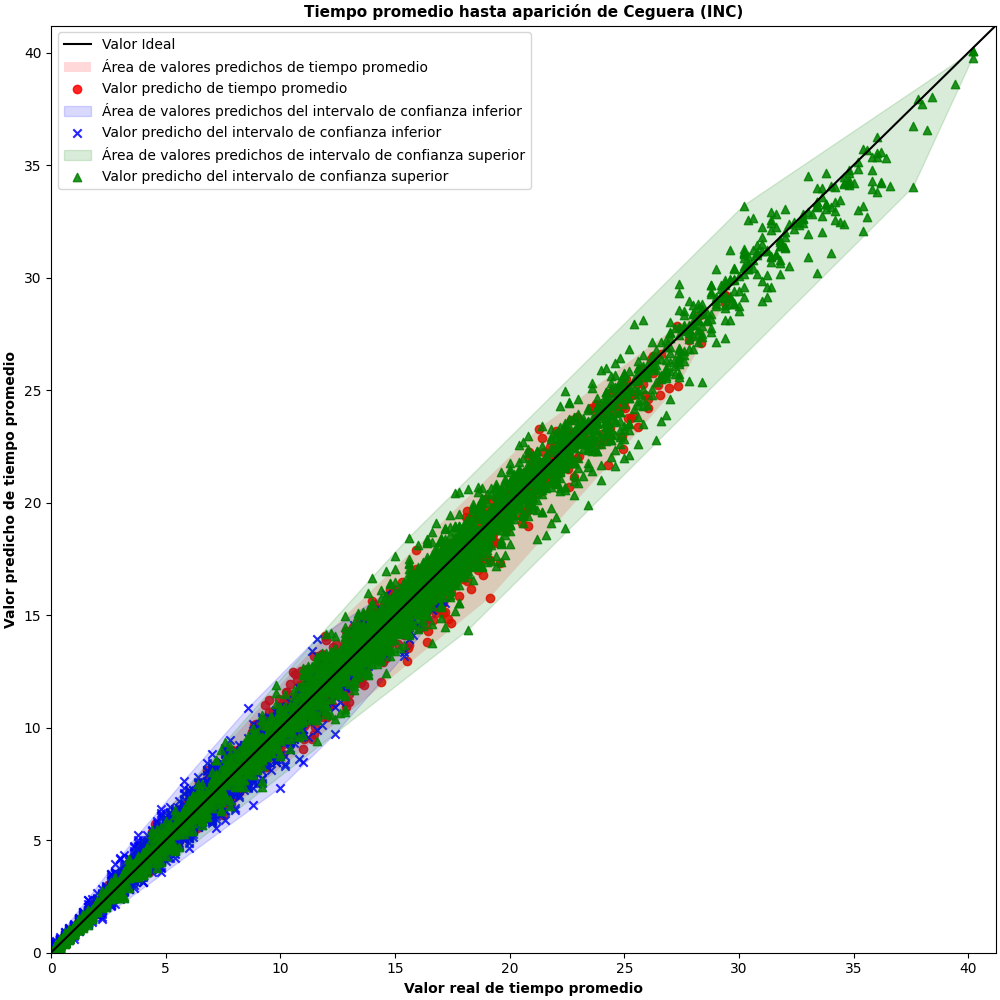 Tiempo promedio hasta aparición de Ceguera (INC)
Valor Ideal
Área de valores predichos de tiempo promedio
Valor predicho de tiempo promedio
Área de valores predichos del intervalo de confianza inferior
Valor predicho del intervalo de confianza inferior
Área de valores predichos de intervalo de confianza superior
Valor predicho del intervalo de confianza superior
Valor predicho de tiempo promedio
40
35
30
25
20
15
10
5
0
0 5 10 15 20 25 30 35 40
Valor real de tiempo promedio